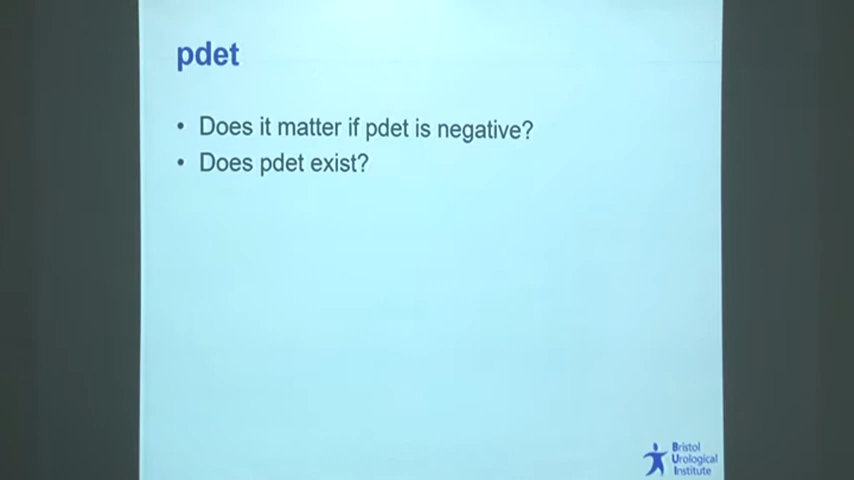 pdet
• Does it matter if pdet is negative?
• Does pdet exist?
Bristol
Urological
Institute